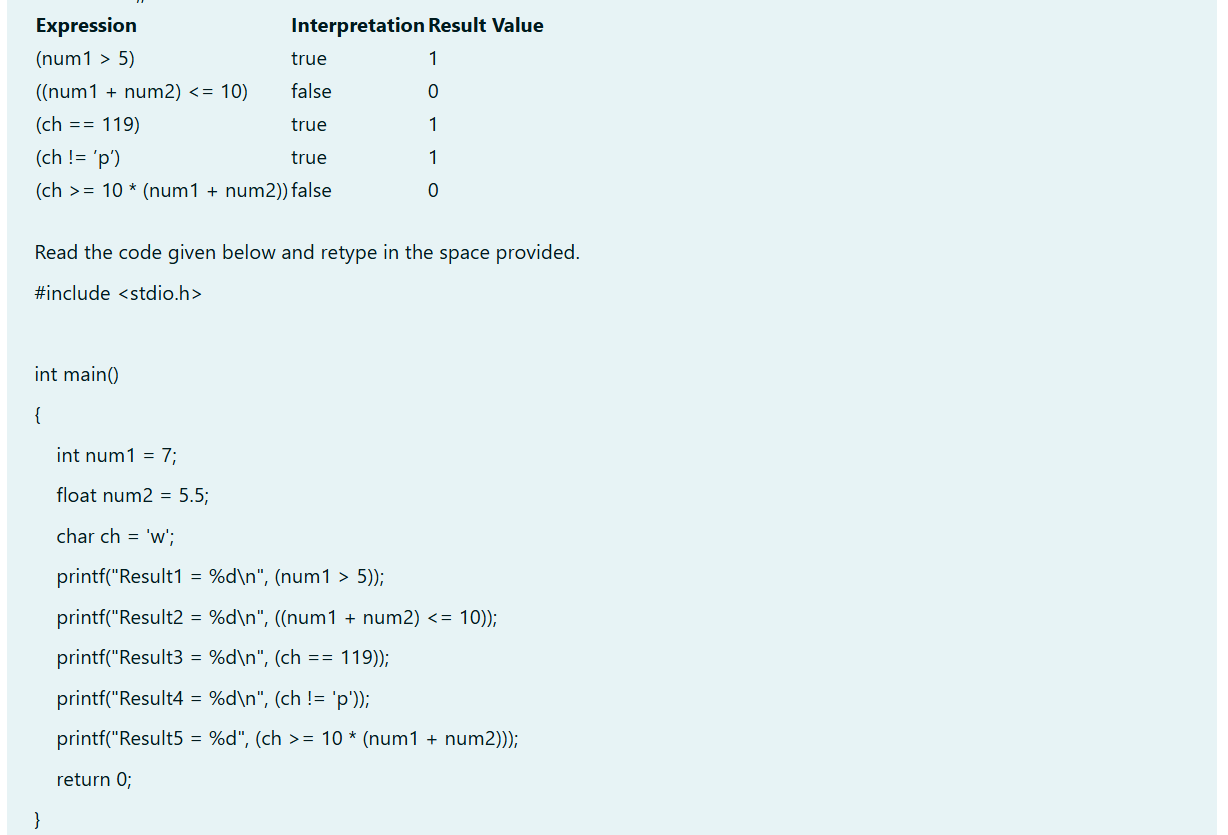 Expression Interpretation Result Value
(num1 > 5) true 1
((num1 + num2) <= 10) false 0
(ch == 119) true 1
(ch != 'p’) true 1
(ch >= 10 * (num1 + num2)) false 0
Read the code given below and retype in the space provided.
#include <stdio.h>
int main()
{
int num1 = 7;
float num2 = 5.5;
char ch = 'w';
printf("Result1 = %d\n", (num1 > 5));
printf("Result2 = %d\n", ((num1 + num2) <= 10));
printf("Result3 = %d\n", (ch == 119));
printf("Result4 = %d\n", (ch != 'p'));
printf("Result5 = %d", (ch >= 10 * (num1 + num2)));
return 0;
}